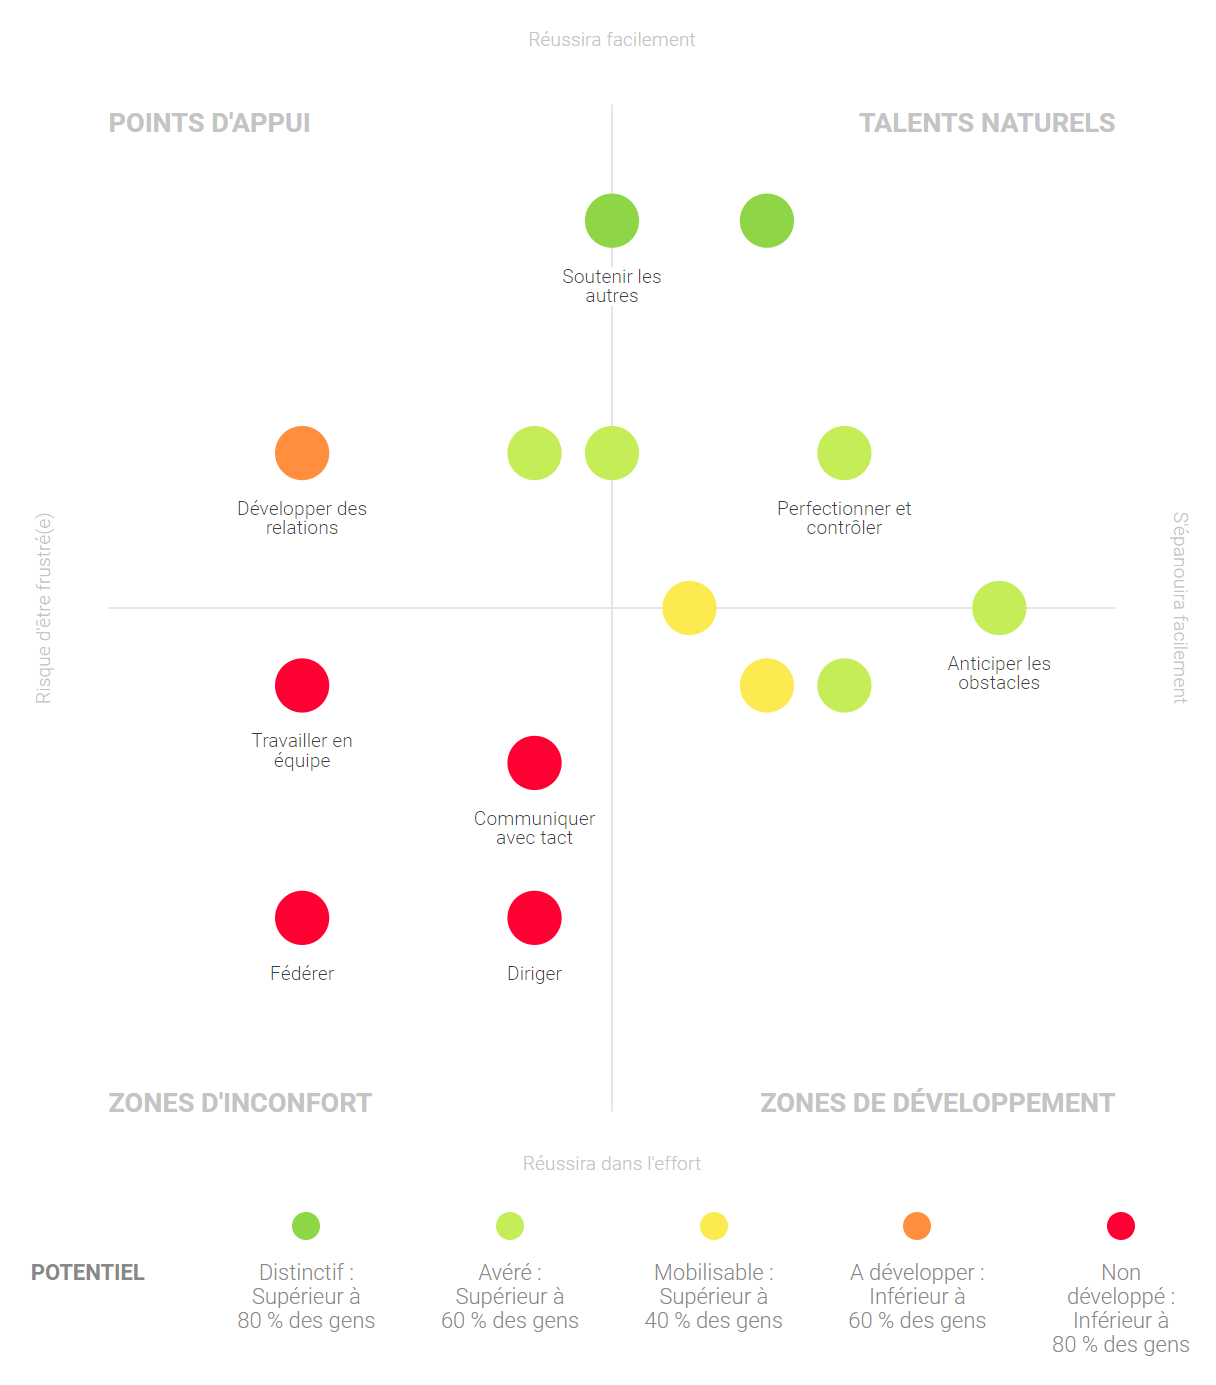 Réussira facilement
POINTS D'APPUI
TALENTS NATURELS
Soutenir les
autres
Développer des
relations
Perfectionner et
contrôler
Risque d'être frustré(e)
S'épanouira facilement
Anticiper les
obstacles
Travailler en
équipe
Communiquer
avec tact
Fédérer
Diriger
ZONES D'INCONFORT
ZONES DE DÉVELOPPEMENT
Réussira dans l'effort
POTENTIEL
Distinctif :
Supérieur à
80 % des gens
Avéré :
Supérieur à
60 % des gens
Mobilisable :
Supérieur à
40 % des gens
A développer :
Inférieur à
60 % des gens
Non
développé :
Inférieur à
80 % des gens